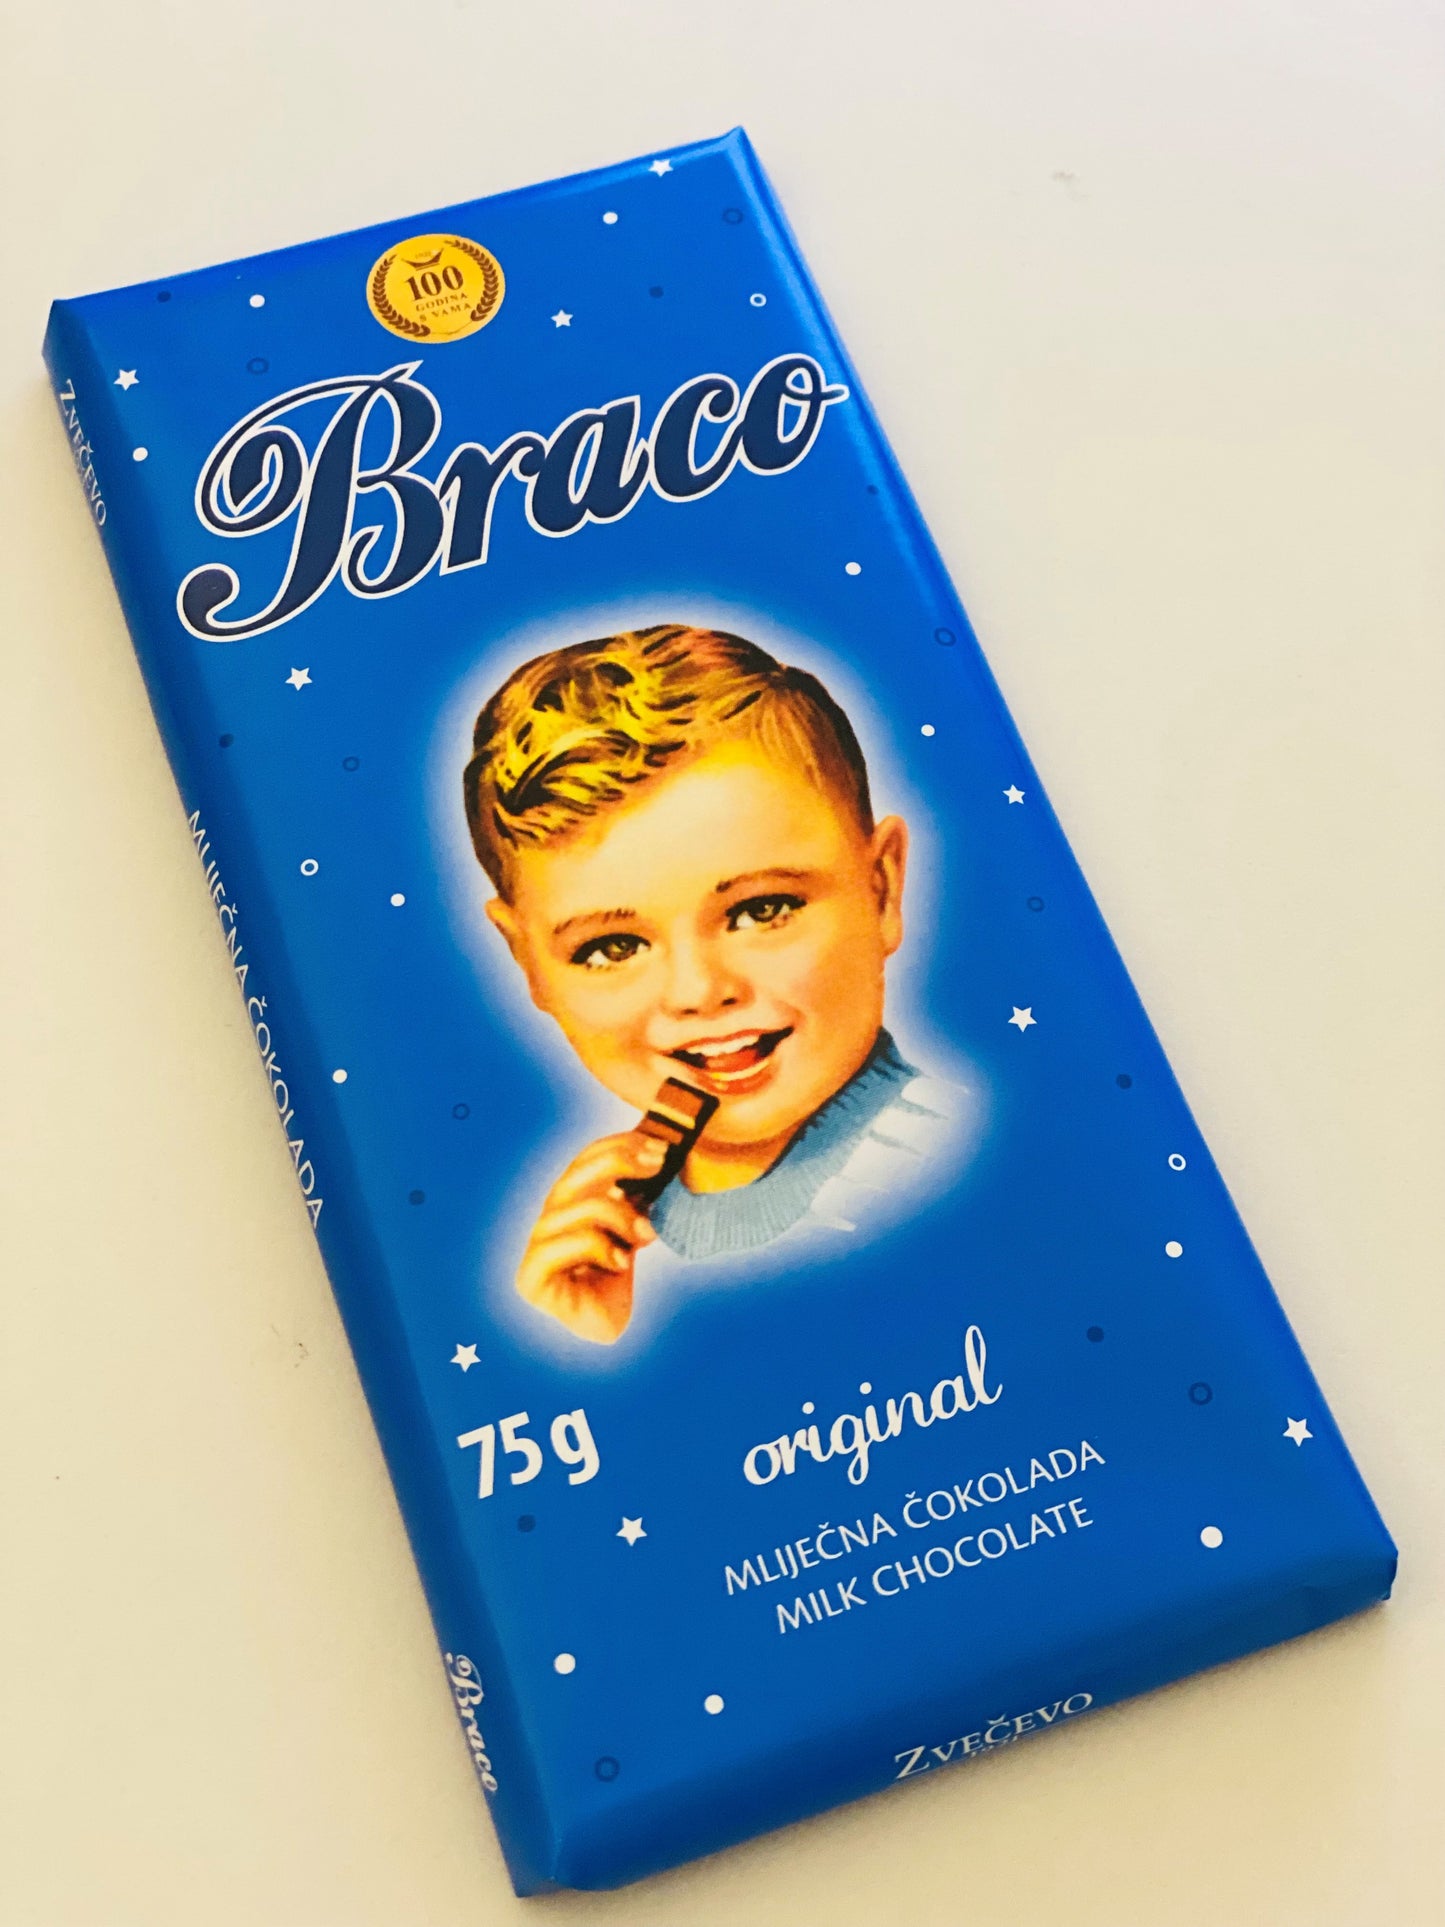 100
GODINA
S VAMA
Braco
ZVEČEVO
MLIJEČNA ČOKOLADA
Braco
75g
original
MLIJEČNA ČOKOLADA
MILK CHOCOLATE
ZVEČEVO